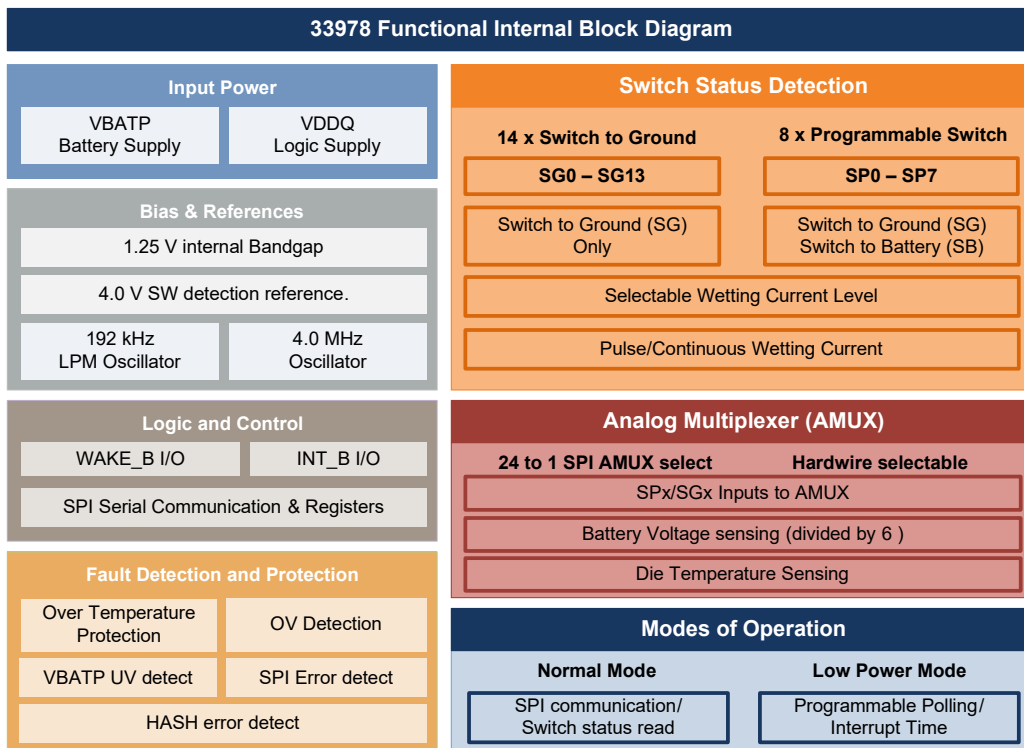 33978 Functional Internal Block Diagram
Input Power
VBATP
Battery Supply
VDDQ
Logic Supply
Bias & References
1.25 V internal Bandgap
4.0 V SW detection reference.
192 kHz
LPM Oscillator
4.0 MHz
Oscillator
Logic and Control
WAKE_B I/O
INT_B I/O
SPI Serial Communication & Registers
Fault Detection and Protection
Over Temperature
Protection
OV Detection
VBATP UV detect
SPI Error detect
HASH error detect
Switch Status Detection
14 x Switch to Ground
8 x Programmable Switch
SG0 – SG13
SP0 – SP7
Switch to Ground (SG)
Only
Switch to Ground (SG)
Switch to Battery (SB)
Selectable Wetting Current Level
Pulse/Continuous Wetting Current
Analog Multiplexer (AMUX)
24 to 1 SPI AMUX select
Hardwire selectable
SPx/SGx Inputs to AMUX
Battery Voltage sensing (divided by 6 )
Die Temperature Sensing
Modes of Operation
Normal Mode
Low Power Mode
SPI communication/
Switch status read
Programmable Polling/
Interrupt Time